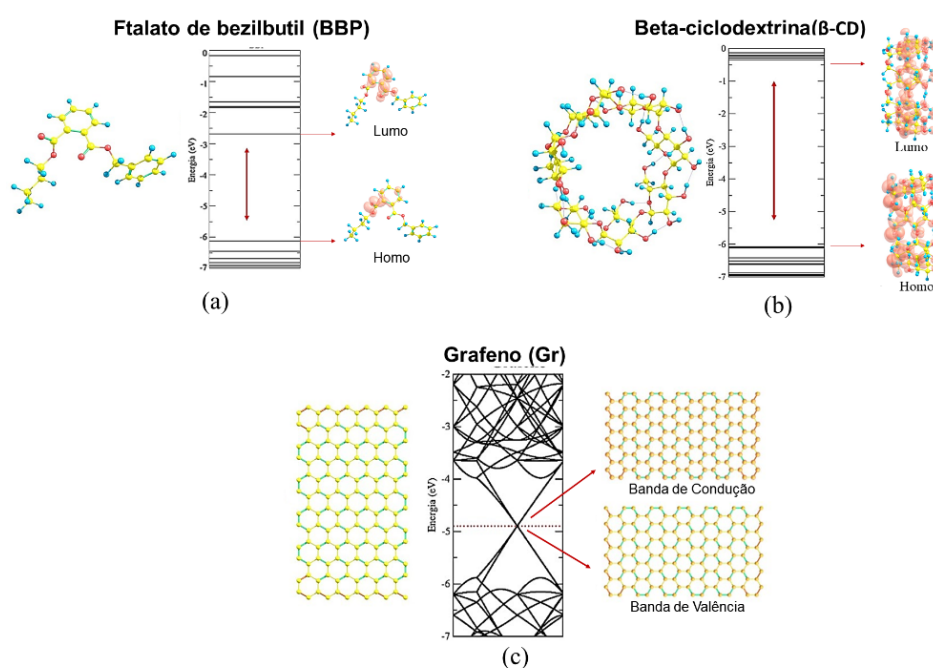 Ftalato de bezilbutil (BBP)
0
-1
-2
-3
-4
-5
-6
-7
Energia (eV)
Lumo
Homo
(a)
Beta-ciclodextrina(ß-CD)
0
-1
-2
-3
-4
-5
-6
-7
Energia (eV)
Lumo
Homo
(b)
Grafeno (Gr)
-2
-3
-4
-5
-6
-7
Energia (eV)
Banda de Condução
Banda de Valência
(c)